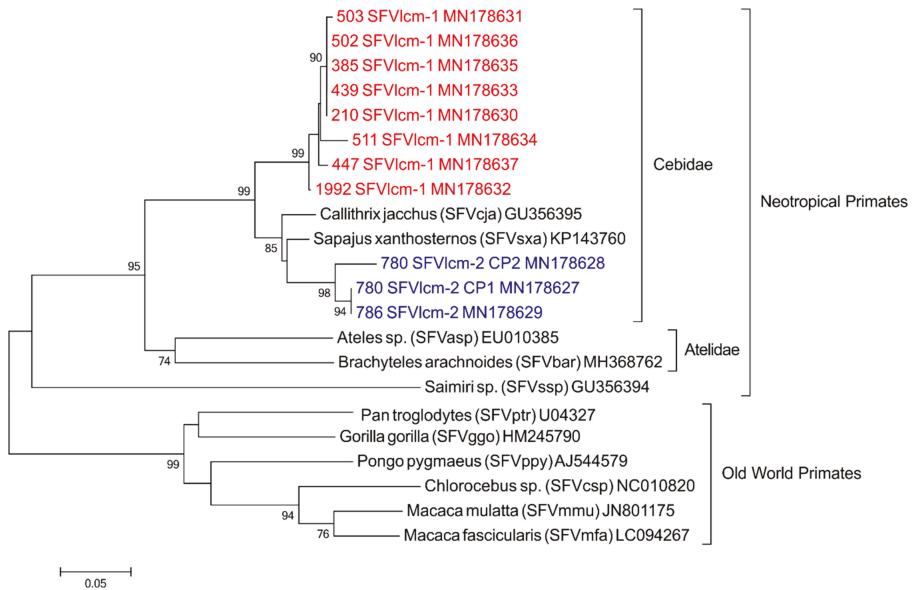 503 SFVlcm-1 MN178631
502 SFVlcm-1 MN178636
90
385 SFVlcm-1 MN178635
439 SFVlcm-1 MN178633
210 SFVlcm-1 MN178630
511 SFVlcm-1 MN178634
99
447 SFVlcm-1 MN178637
Cebidae
1992 SFVlcm-1 MN178632
99
Neotropical Primates
Callithrix jacchus (SFVcja) GU356395
Sapajus xanthosternos (SFVsxa) KP143760
85
780 SFVlcm-2 CP2 MN178628
95
780 SFVlcm-2 CP1 MN178627
98
786 SFVlcm-2 MN178629
94
Ateles sp. (SFVasp) EU010385
Atelidae
Brachyteles arachnoides (SFVbar) MH368762
74
Saimiri sp. (SFVssp) GU356394
Pan troglodytes (SFVptr) U04327
Gorilla gorilla (SFVggo) HM245790
99
Pongo pygmaeus (SFVppy) AJ544579
Old World Primates
Chlorocebus sp. (SFVcsp) NC010820
94
Macaca mulatta (SFVmmu) JN801175
76
Macaca fascicularis (SFVmfa) LC094267
0.05